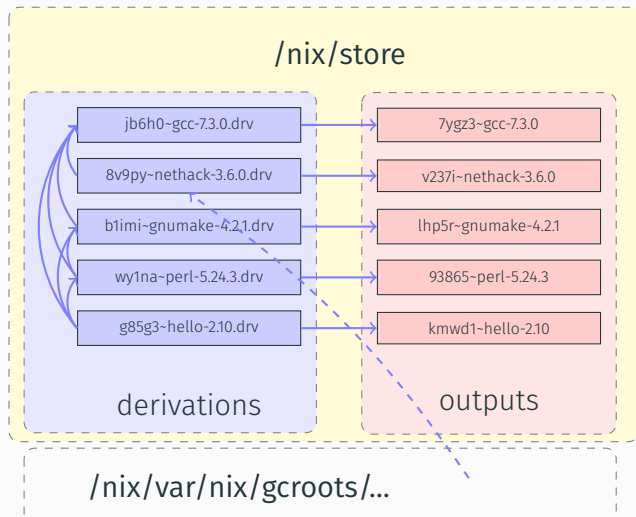 /nix/store
jb6h0~gcc-7.3.0.drv
7ygz3~gcc-7.3.0
8v9py~nethack-3.6.0.drv
v237i~nethack-3.6.0
b1imi~gnumake-4.2.1.drv
lhp5r~gnumake-4.2.1
wy1na~perl-5.24.3.drv
93865~perl-5.24.3
g85g3~hello-2.10.drv
kmwd1~hello-2.10
derivations
outputs
/nix/var/nix/gcroots/...